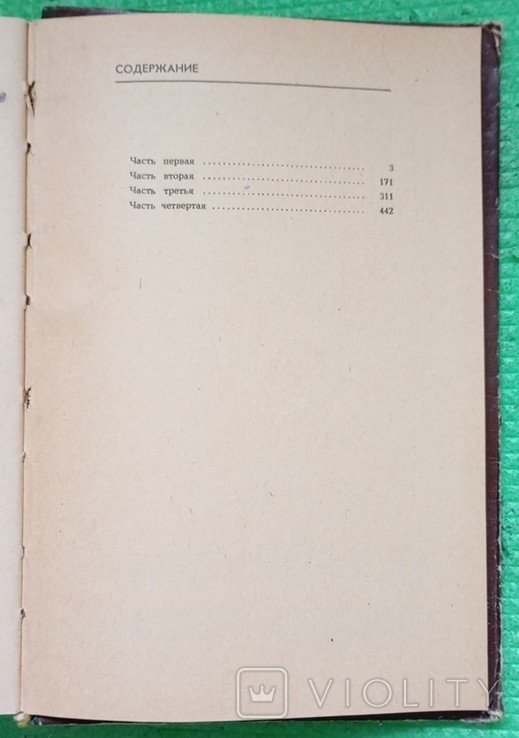 СОДЕРЖАНИЕ
Часть первая 3
Часть вторая 171
Часть третья 311
Часть четвертая 442
VIOLITY